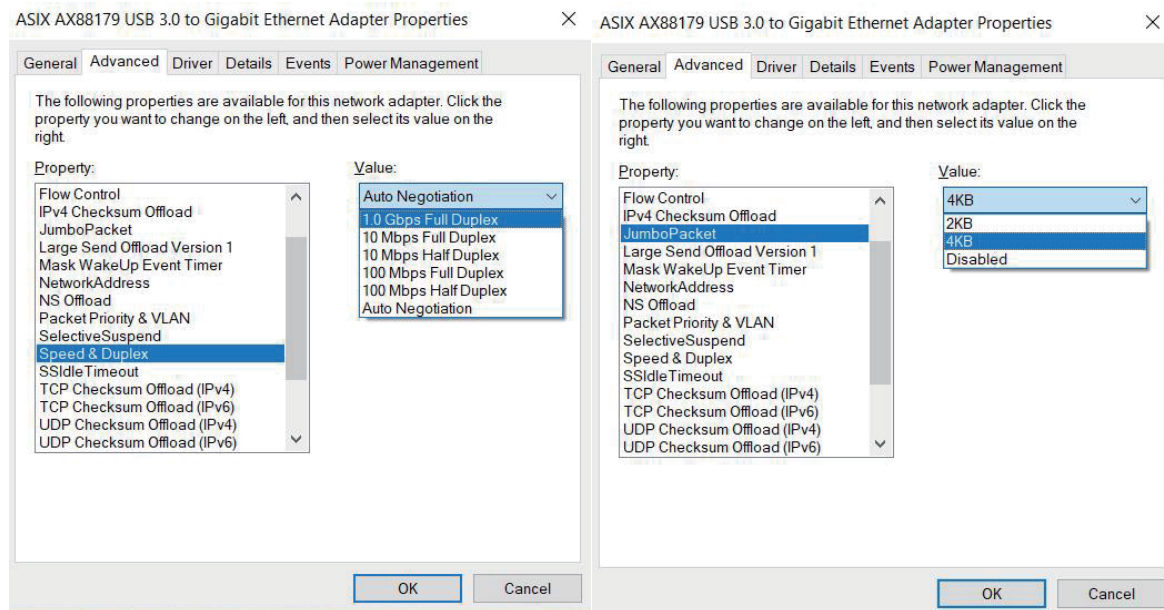 ASIX AX88179 USB 3.0 to Gigabit Ethernet Adapter Properties
General Advanced Driver Details Events Power Management
The following properties are available for this network adapter. Click the
property you want to change on the left, and then select its value on the
right.
Property:
Flow Control
IPv4 Checksum Offload
JumboPacket
Large Send Offload Version 1
Mask WakeUp Event Timer
NetworkAddress
NS Offload
Packet Priority & VLAN
SelectiveSuspend
Speed & Duplex
SSIdleTimeout
TCP Checksum Offload (IPv4)
TCP Checksum Offload (IPv6)
UDP Checksum Offload (IPv4)
UDP Checksum Offload (IPv6)
Value:
Auto Negotiation
1.0 Gbps Full Duplex
10 Mbps Full Duplex
10 Mbps Half Duplex
100 Mbps Full Duplex
100 Mbps Half Duplex
Auto Negotiation
OK Cancel
ASIX AX88179 USB 3.0 to Gigabit Ethernet Adapter Properties
General Advanced Driver Details Events Power Management
The following properties are available for this network adapter. Click the
property you want to change on the left, and then select its value on the
right.
Property:
Flow Control
IPv4 Checksum Offload
JumboPacket
Large Send Offload Version 1
Mask WakeUp Event Timer
NetworkAddress
NS Offload
Packet Priority & VLAN
SelectiveSuspend
Speed & Duplex
SSIdleTimeout
TCP Checksum Offload (IPv4)
TCP Checksum Offload (IPv6)
UDP Checksum Offload (IPv4)
UDP Checksum Offload (IPv6)
Value:
4KB
2KB
4KB
Disabled
OK Cancel